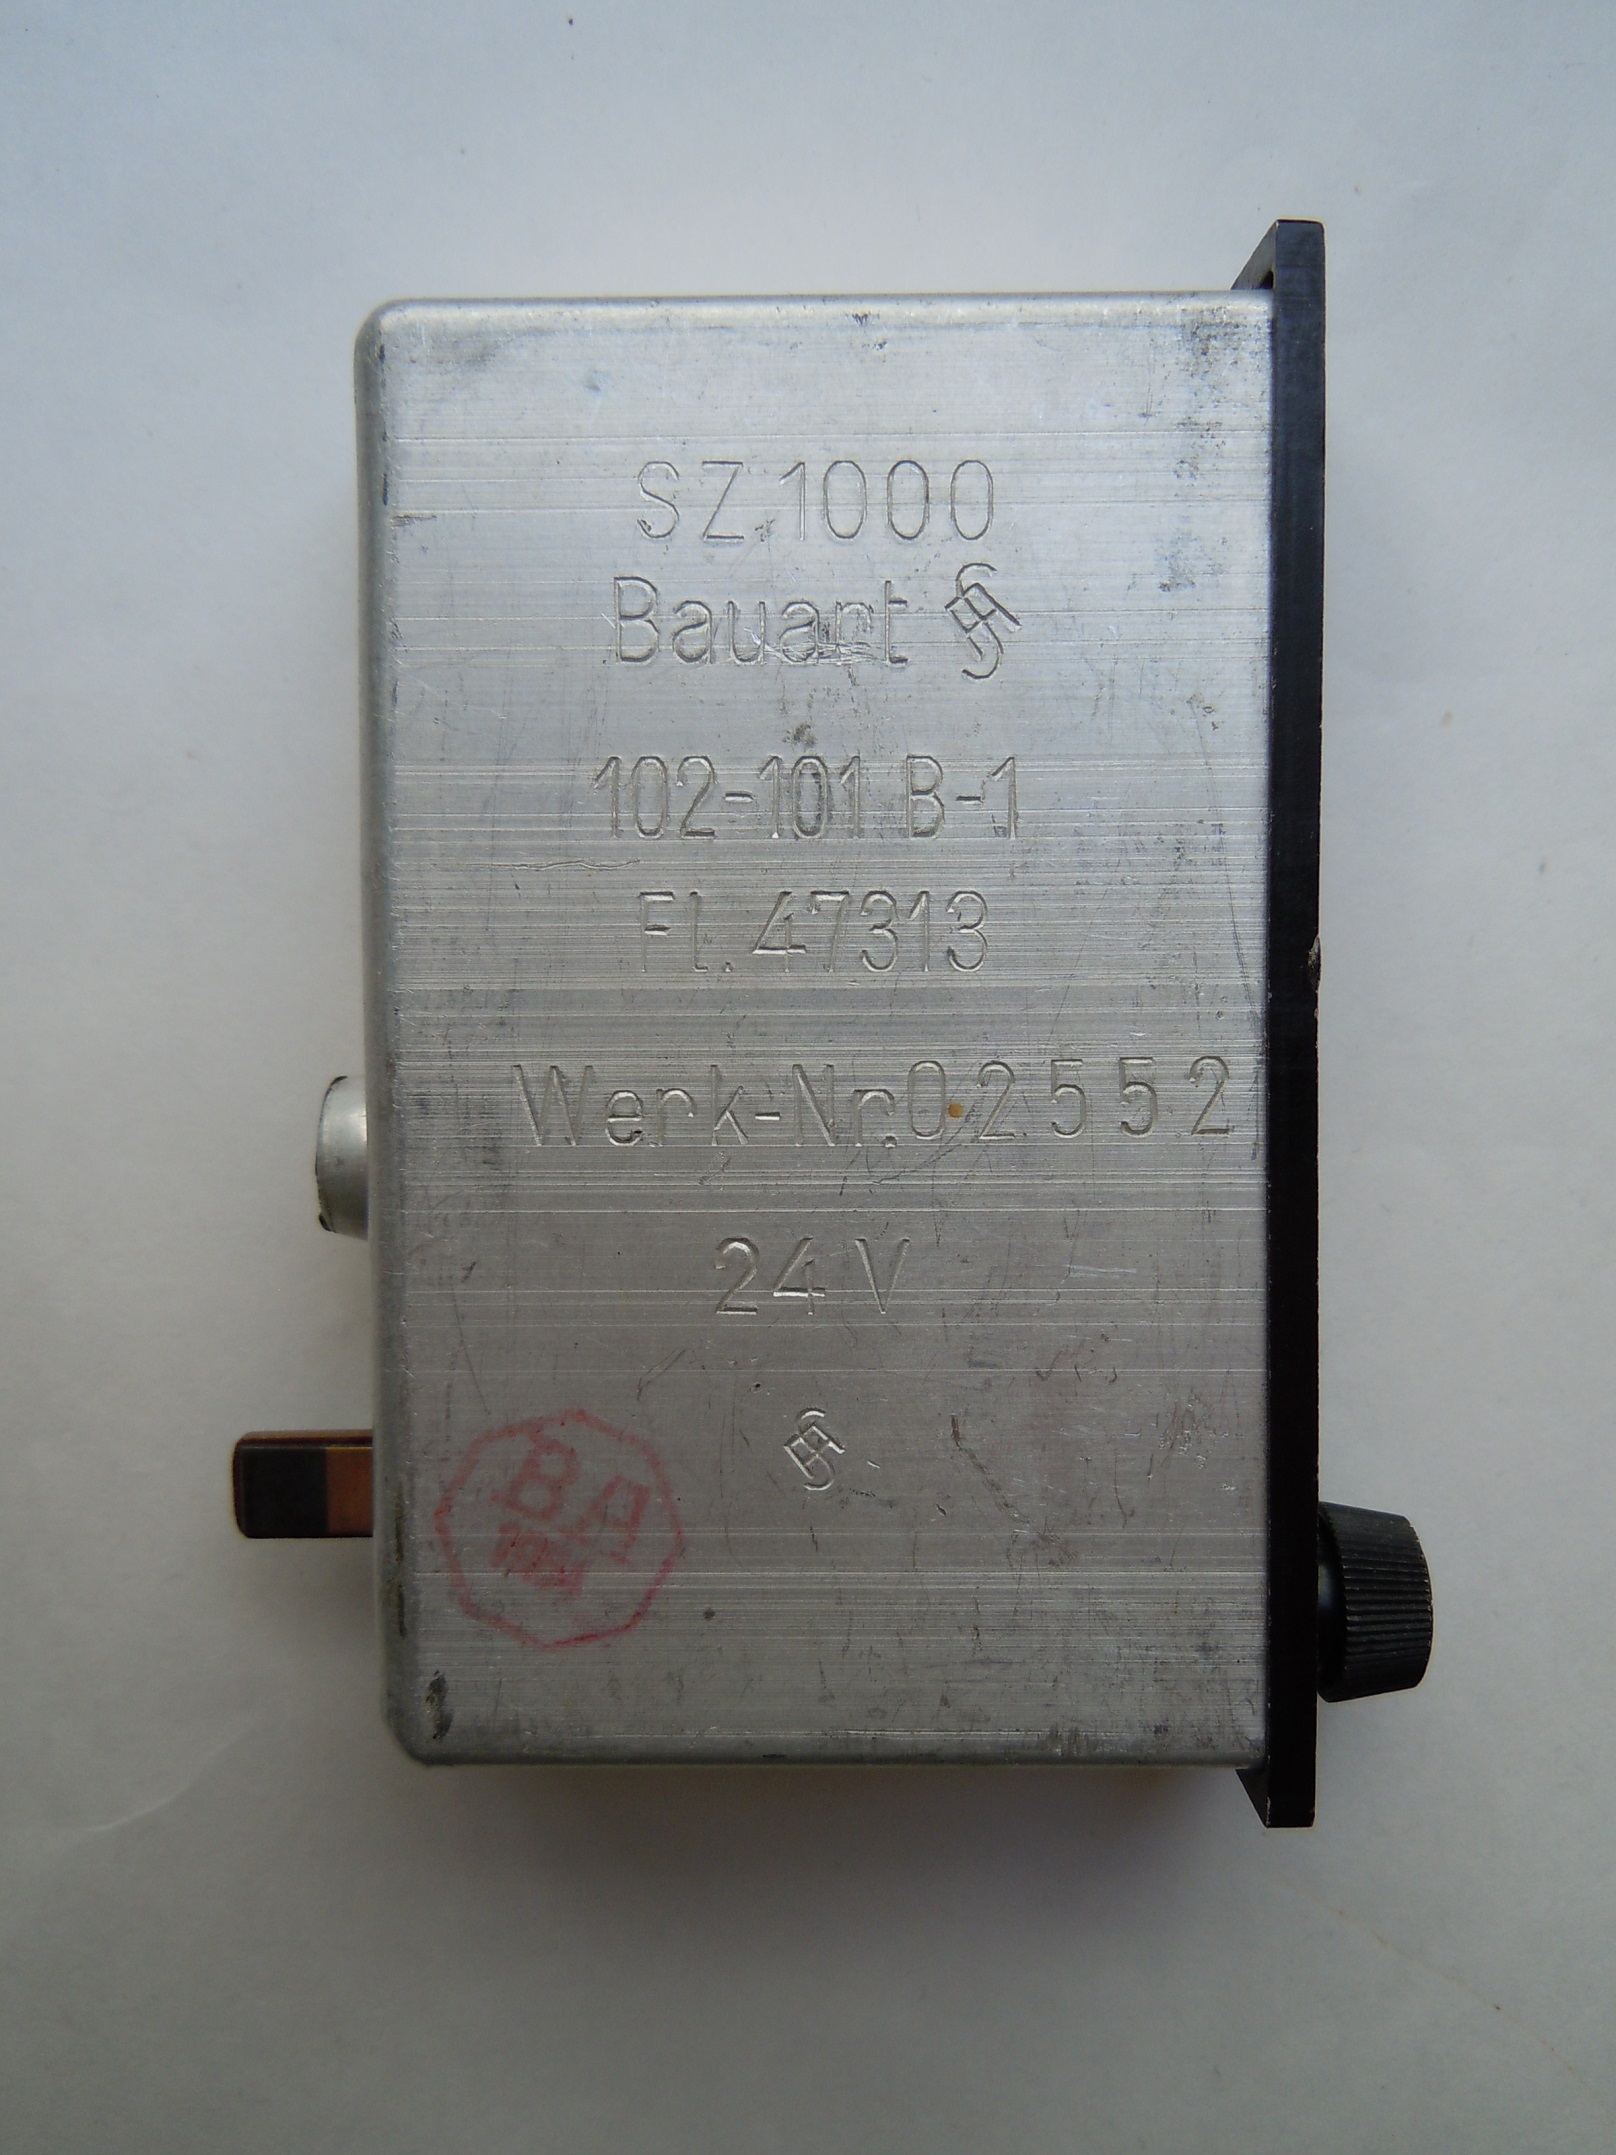 SZ 1000
Bauart
102-101 B-1
Fl. 47313
Werk-Nr. 02552
24 V